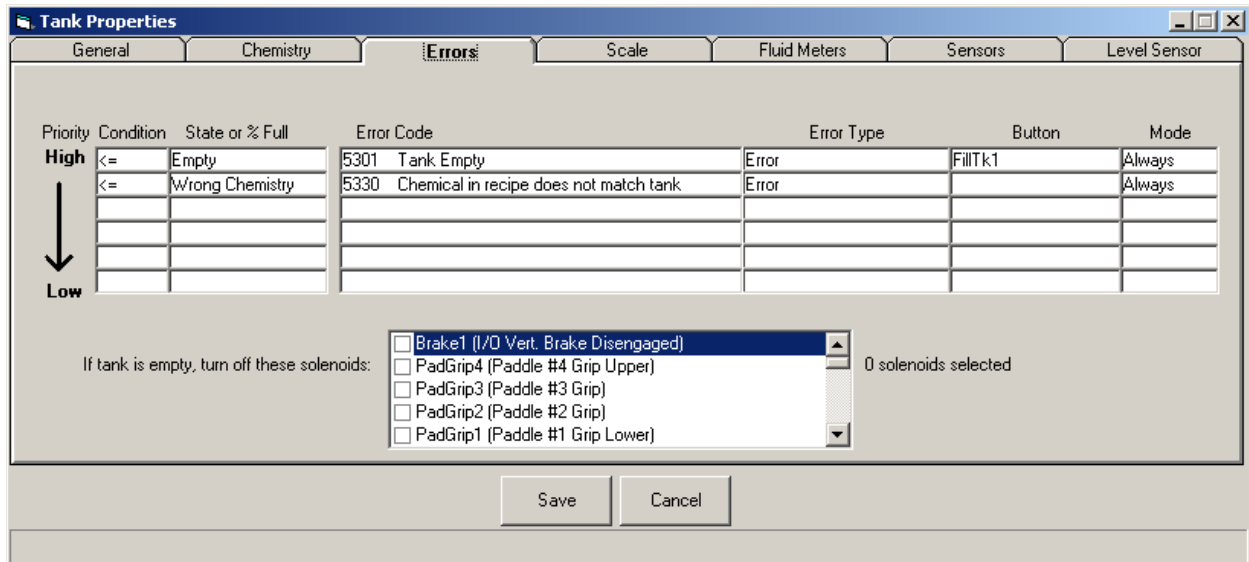 Tank Properties
General Chemistry Errors Scale Fluid Meters Sensors Level Sensor
Priority Condition State or % Full Error Code Error Type Button Mode
High <= Empty 5301 Tank Empty Error FillTk1 Always
<= Wrong Chemistry 5330 Chemical in recipe does not match tank Error Always
Low
Brake1 (I/O Vert. Brake Disengaged)
If tank is empty, turn off these solenoids: PadGrip4 (Paddle #4 Grip Upper) 0 solenoids selected
PadGrip3 (Paddle #3 Grip)
PadGrip2 (Paddle #2 Grip)
PadGrip1 (Paddle #1 Grip Lower)
Save Cancel